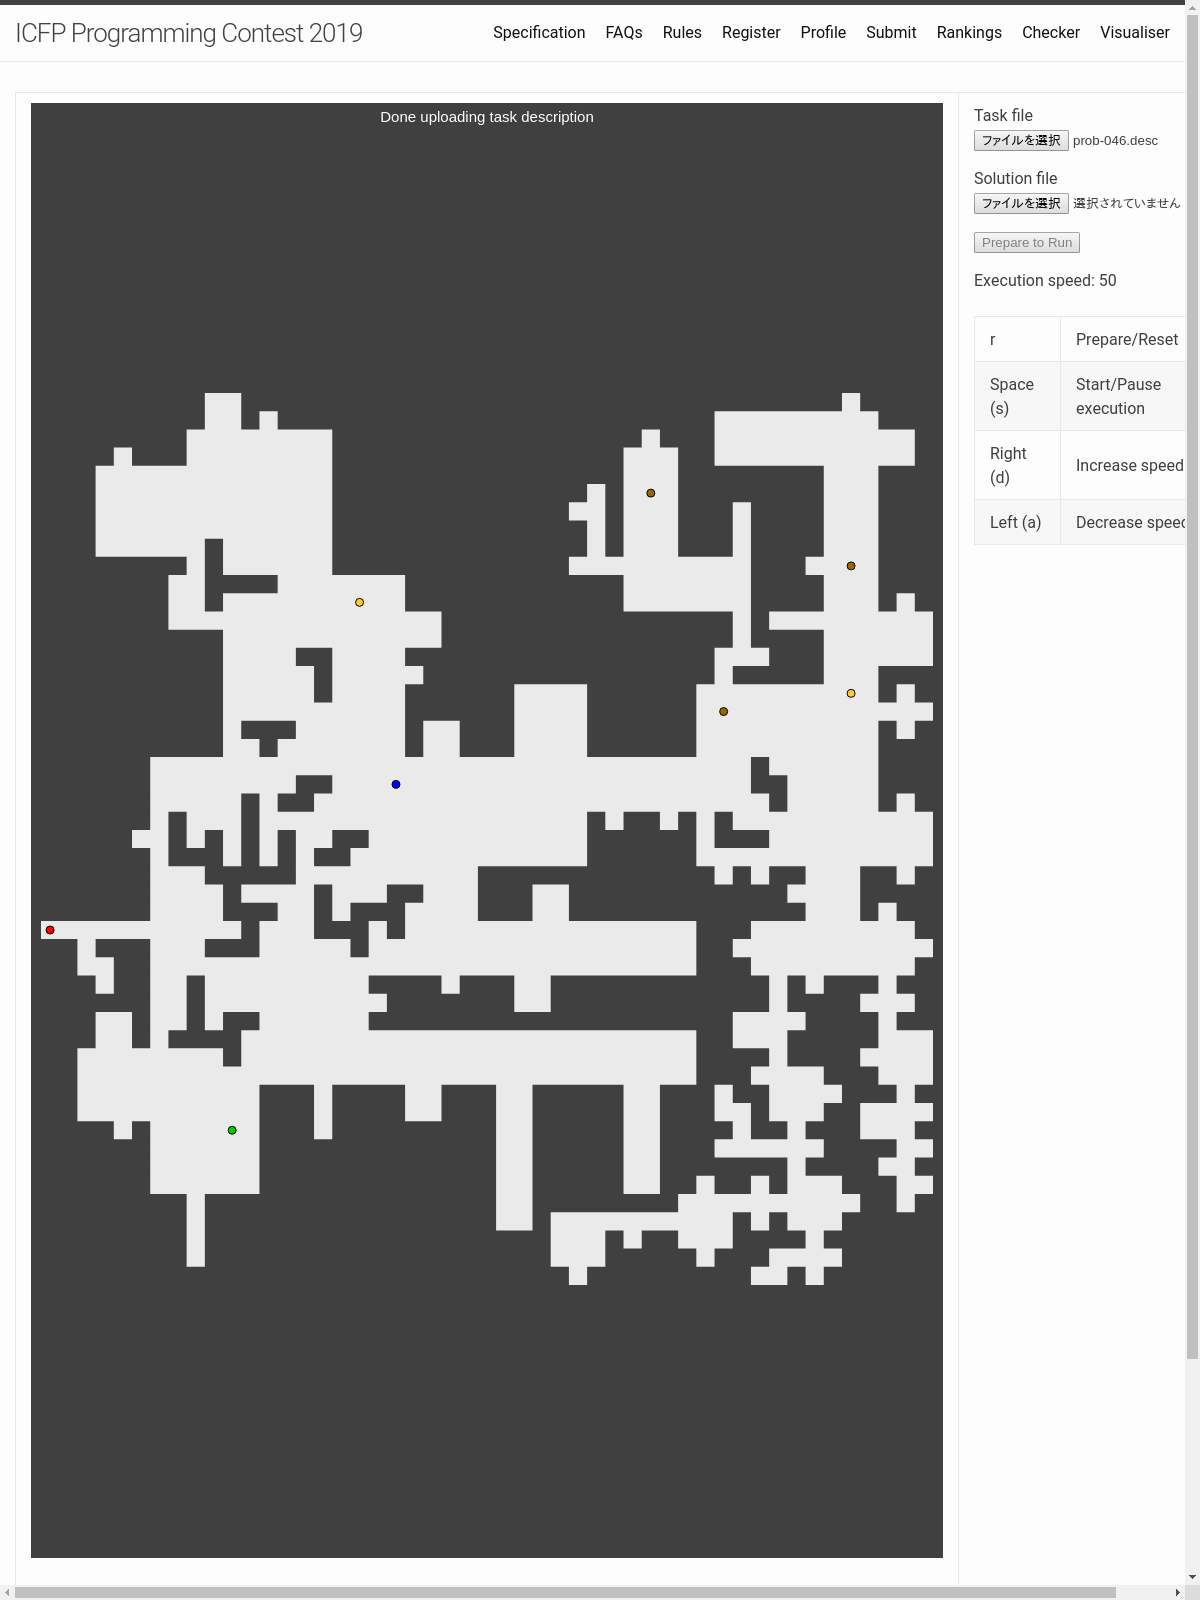 ICFP Programming Contest 2019
Specification FAQs Rules Register Profile Submit Rankings Checker Visualiser
Done uploading task description
Task file
ファイルを選択 prob-046.desc
Solution file
ファイルを選択 選択されていません
Prepare to Run
Execution speed: 50
r Prepare/Reset
Space (s) Start/Pause execution
Right (d) Increase speed
Left (a) Decrease speed